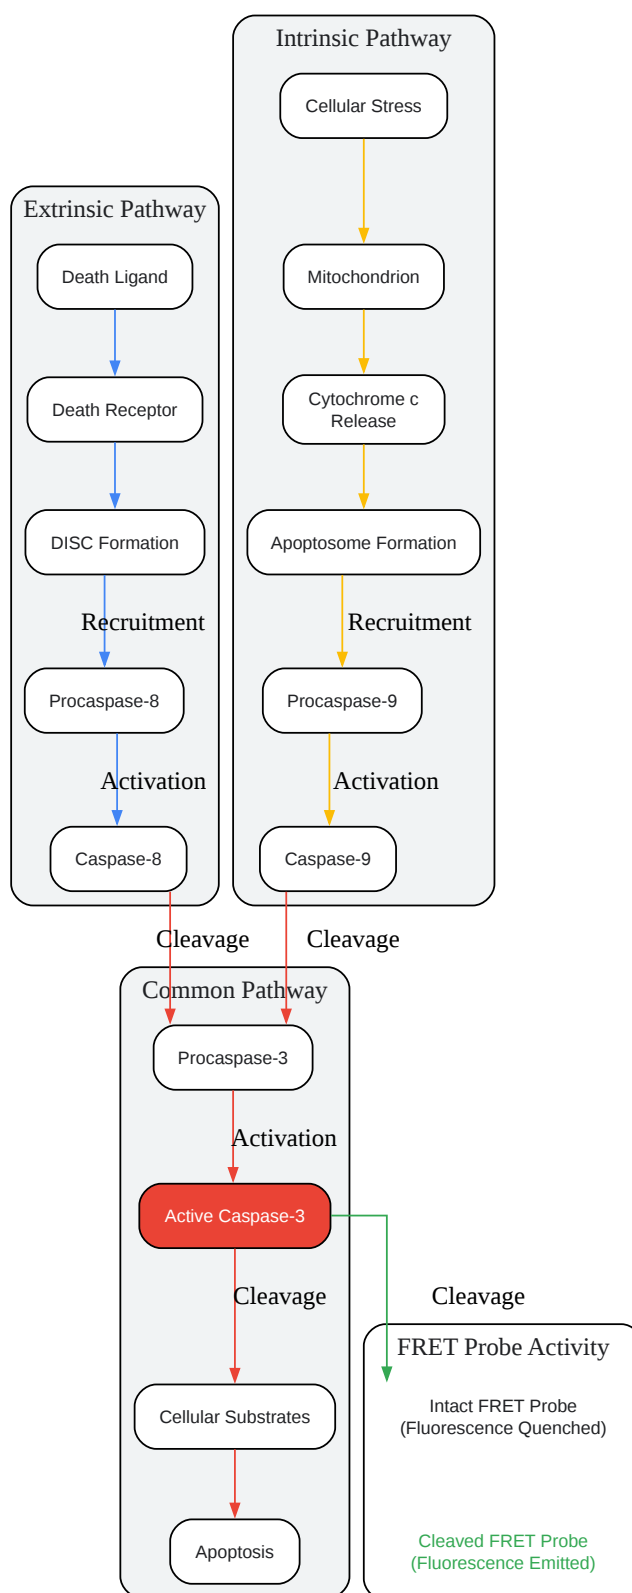 Intrinsic Pathway
Cellular Stress
Extrinsic Pathway
Death Ligand
Mitochondrion
Death Receptor
Cytochrome c
Release
DISC Formation
Apoptosome Formation
Recruitment
Recruitment
Procaspase-8
Procaspase-9
Activation
Activation
Caspase-8
Caspase-9
Cleavage
Cleavage
Common Pathway
Procaspase-3
Activation
Active Caspase-3
Cleavage
Cleavage
FRET Probe Activity
Intact FRET Probe
(Fluorescence Quenched)
Cellular Substrates
Cleaved FRET Probe
(Fluorescence Emitted)
Apoptosis